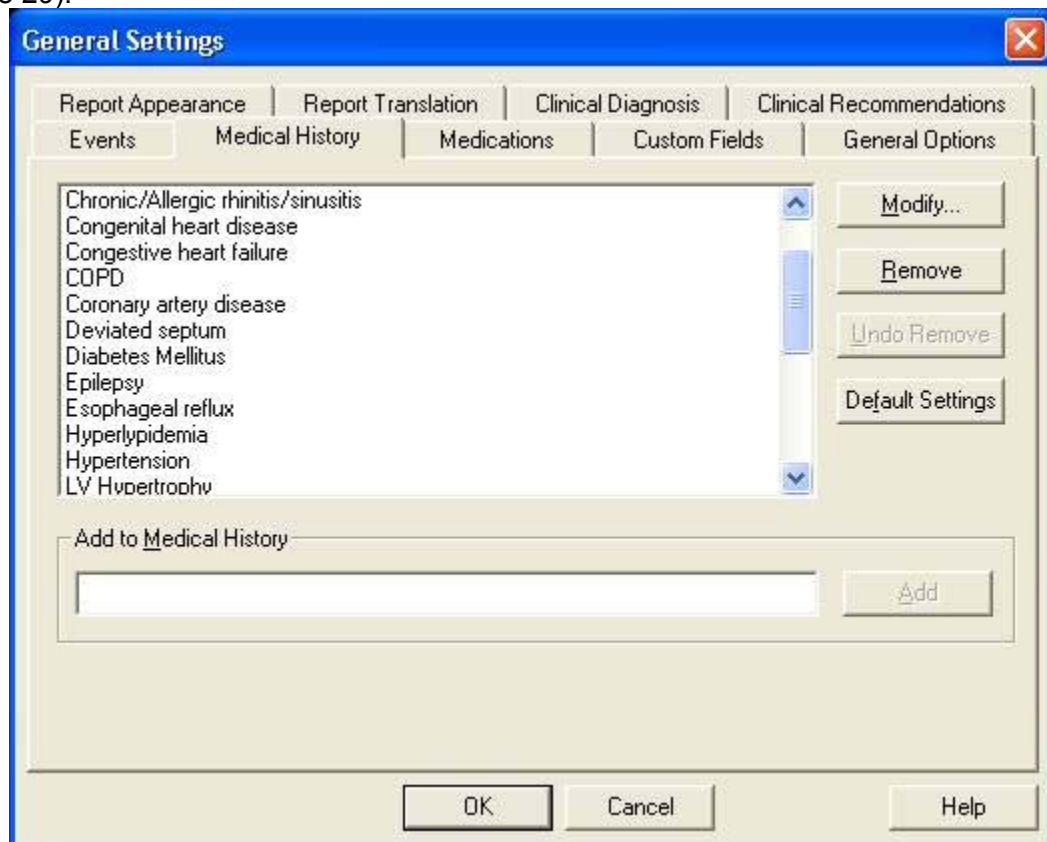 General Settings
Report Appearance Report Translation Clinical Diagnosis Clinical Recommendations
Events Medical History Medications Custom Fields General Options
Chronic/Allergic rhinitis/sinusitis
Congenital heart disease
Congestive heart failure
COPD
Coronary artery disease
Deviated septum
Diabetes Mellitus
Epilepsy
Esophageal reflux
Hyperlypidemia
Hypertension
LV Hypertrophy
Modify...
Remove
Undo Remove
Default Settings
Add to Medical History
Add
OK Cancel Help